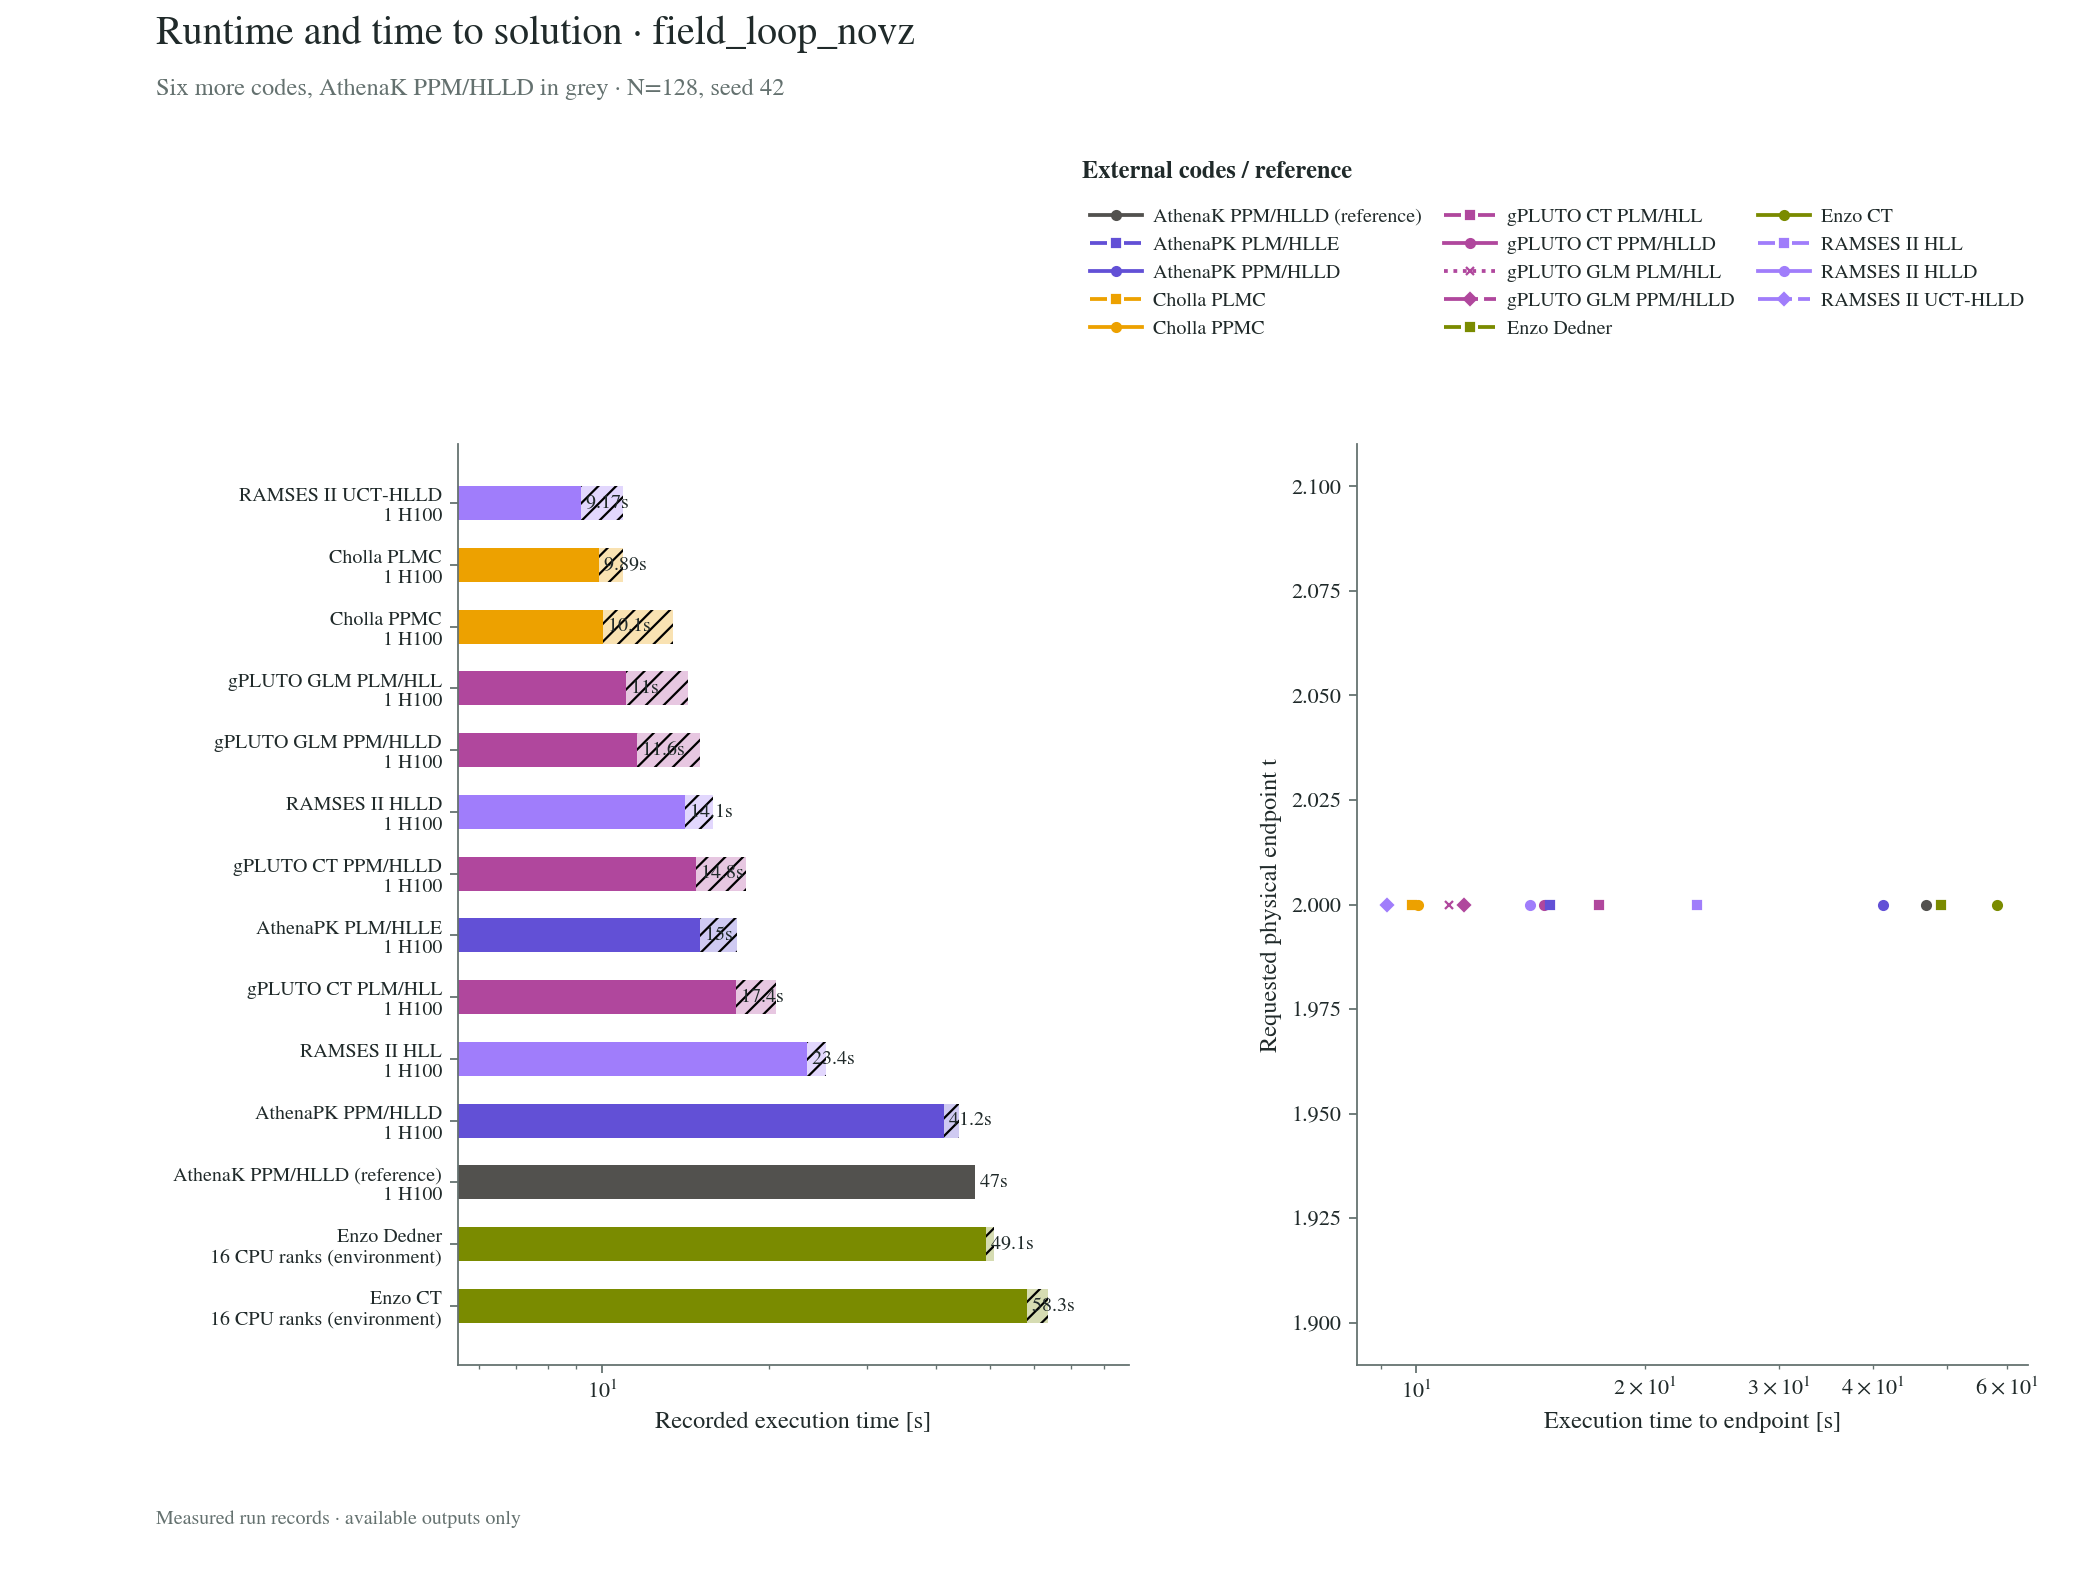 Runtime and time to solution · field_loop_novz
Six more codes, AthenaK PPM/HLLD in grey · N=128, seed 42
External codes / reference
AthenaK PPM/HLLD (reference)
AthenaPK PLM/HLLE
AthenaPK PPM/HLLD
Cholla PLMC
Cholla PPMC
gPLUTO CT PLM/HLL
gPLUTO CT PPM/HLLD
gPLUTO GLM PLM/HLL
gPLUTO GLM PPM/HLLD
Enzo Dedner
Enzo CT
RAMSES II HLL
RAMSES II HLLD
RAMSES II UCT-HLLD
RAMSES II UCT-HLLD
1 H100
9.17s
Cholla PLMC
1 H100
9.89s
Cholla PPMC
1 H100
10.1s
gPLUTO GLM PLM/HLL
1 H100
11s
gPLUTO GLM PPM/HLLD
1 H100
11.6s
RAMSES II HLLD
1 H100
14.1s
gPLUTO CT PPM/HLLD
1 H100
14.8s
AthenaPK PLM/HLLE
1 H100
15s
gPLUTO CT PLM/HLL
1 H100
17.4s
RAMSES II HLL
1 H100
23.4s
AthenaPK PPM/HLLD
1 H100
41.2s
AthenaK PPM/HLLD (reference)
1 H100
47s
Enzo Dedner
16 CPU ranks (environment)
49.1s
Enzo CT
16 CPU ranks (environment)
58.3s
10¹
Recorded execution time [s]
Requested physical endpoint t
2.100
2.075
2.050
2.025
2.000
1.975
1.950
1.925
1.900
10¹
2 × 10¹
3 × 10¹
4 × 10¹
6 × 10¹
Execution time to endpoint [s]
Measured run records · available outputs only